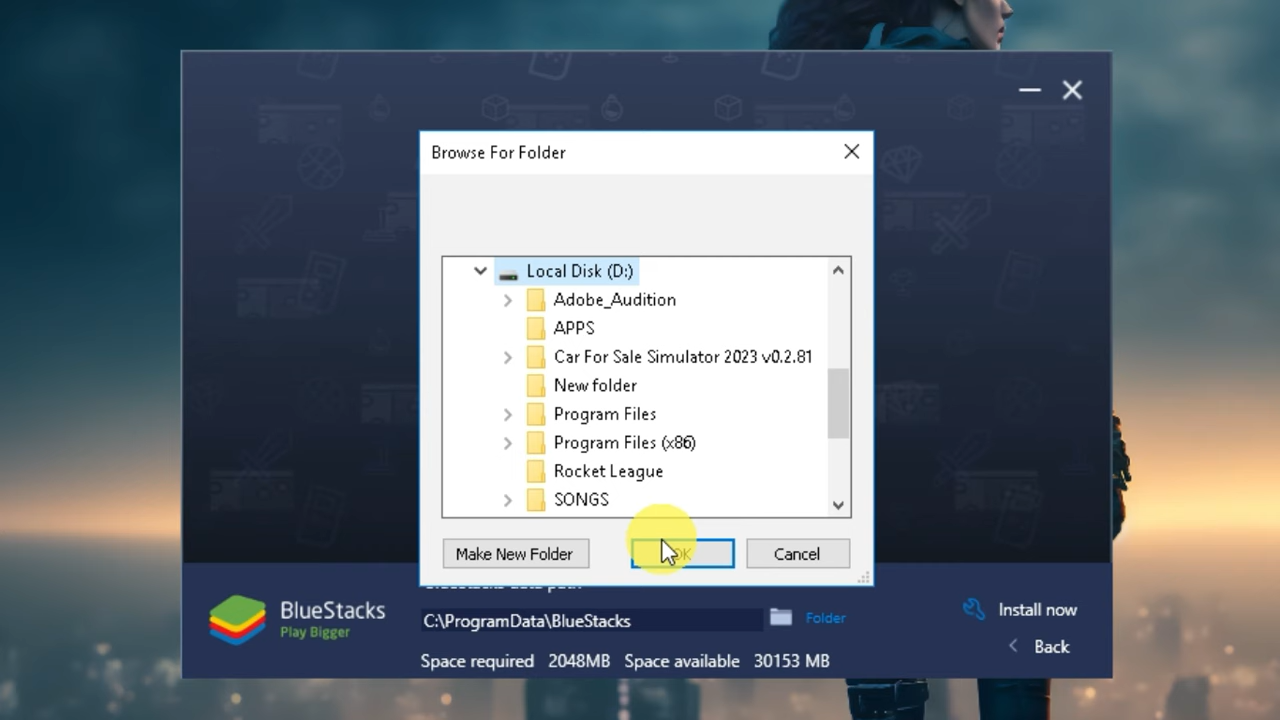 Browse For Folder
Local Disk (D:)
Adobe_Audition
APPS
Car For Sale Simulator 2023 v0.2.81
New folder
Program Files
Program Files (x86)
Rocket League
SONGS
Make New Folder
OK
Cancel
BlueStacks
Play Bigger
C:\ProgramData\BlueStacks
Folder
Space required 2048MB Space available 30153 MB
Install now
Back